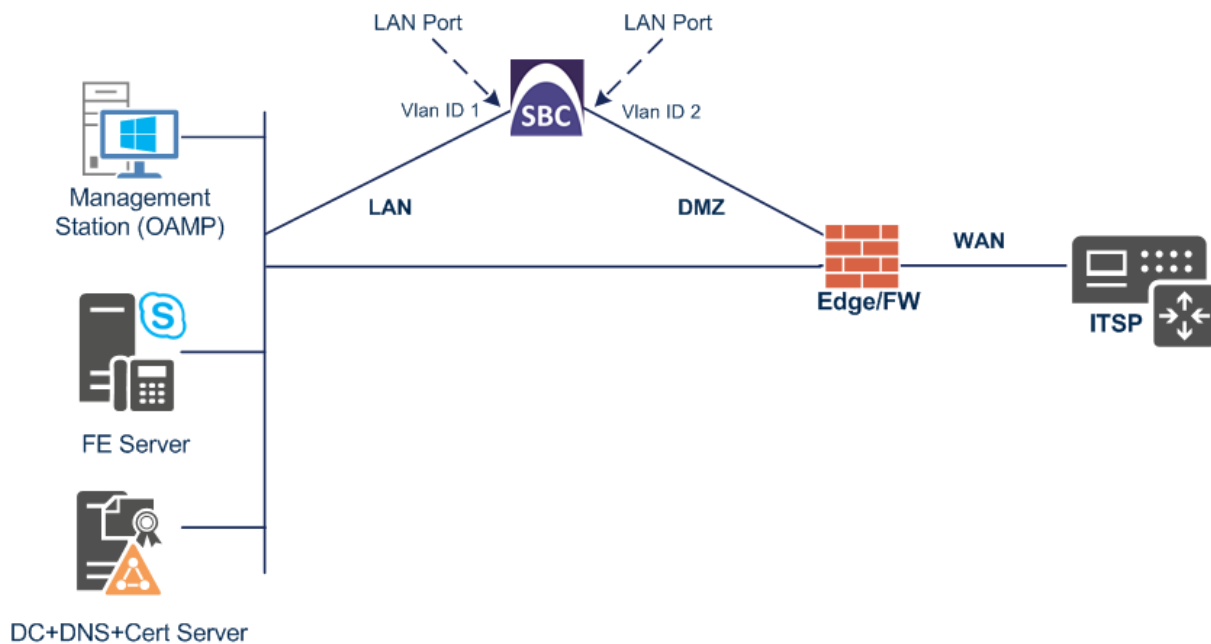 LAN Port
LAN Port
Vlan ID 1
SBC
Vlan ID 2
Management
Station (OAMP)
LAN
DMZ
WAN
Edge/FW
ITSP
S
FE Server
DC+DNS+Cert Server